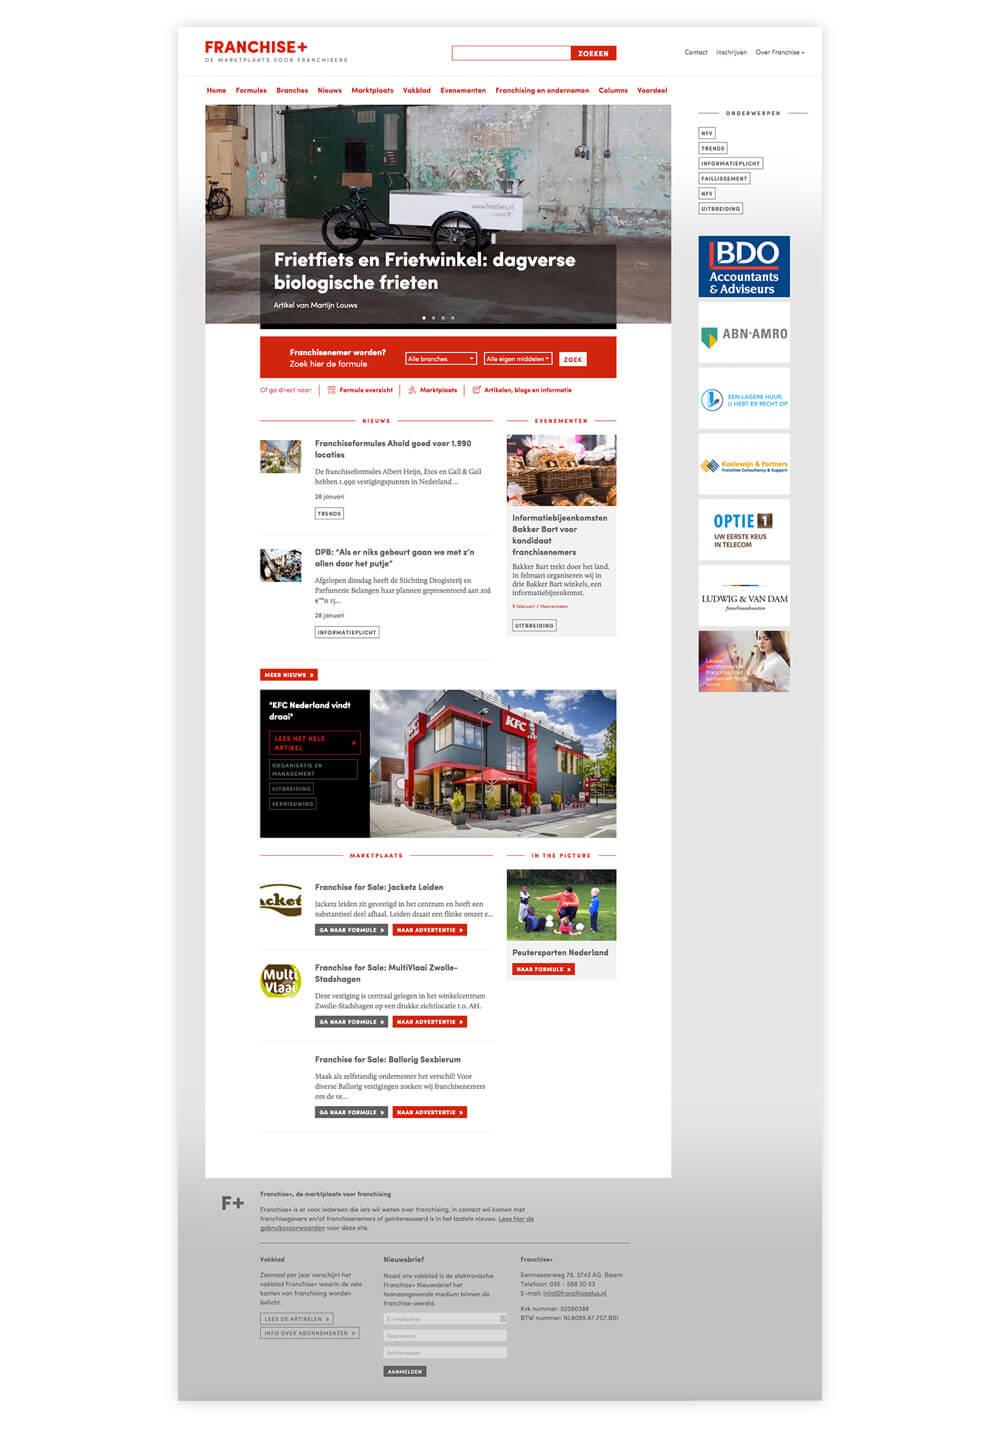 FRANCHISE+
DE MARKTPLAATS VOOR FRANCHISERS
ZOEKEN
Contact Inschrijven Over Franchise +
Home Formules Branches Nieuws Marktplaats Vakblad Evenementen Franchising en ondernemen Columns Voordeel
www.frietfiets.nl
Frietfiets en Frietwinkel: dagverse
biologische frieten
Artikel van Martijn Louws
Franchisenemer worden?
Zoek hier de formule
Alle branches
Alle eigen middelen
ZOEK
Of ga direct naar:
Formule overzicht
Marktplaats
Artikelen, blogs en informatie
NIEUWS
Franchiseformules Ahold goed voor 1.990
locaties
De franchiseformules Albert Heijn, Etos en Gall & Gall
hebben 1.990 vestigingspunten in Nederland ...
28 januari
TRENDS
DPB: “Als er niks gebeurt gaan we met z’n
allen door het putje”
Afgelopen dinsdag heeft de Stichting Drogisterij en
Parfumerie Belangen haar plannen gepresenteerd aan zo
€™n 15...
28 januari
INFORMATIEPLICHT
MEER NIEUWS »
EVENEMENTEN
Informatiebijeenkomsten
Bakker Bart voor
kandidaat
franchisenemers
Bakker Bart trekt door het land.
In februari organiseren wij in
drie Bakker Bart winkels, een
informatiebijeenkomst.
9 februari / Heerenveen
UITBREIDING
"KFC Nederland vindt
draai"
LEES HET HELE
ARTIKEL »
ORGANISATIE EN
MANAGEMENT
UITBREIDING
VERNIEUWING
KFC
MARKTPLAATS
acket
Franchise for Sale: Jacketz Leiden
Jacketz leiden zit gevestigd in het centrum en heeft een
substantieel deel afhaal. Leiden draait een flinke omzet e...
GA NAAR FORMULE »
NAAR ADVERTENTIE »
Multi
Vlaai
Franchise for Sale: MultiVlaai Zwolle-
Stadshagen
Deze vestiging is centraal gelegen in het winkelcentrum
Zwolle-Stadshagen op een drukke zichtlocatie t.o. AH.
GA NAAR FORMULE »
NAAR ADVERTENTIE »
Franchise for Sale: Ballorig Sexbierum
Maak als zelfstandig ondernemer het verschil! Voor
diverse Ballorig vestigingen zoeken wij franchisenemers
om de ve...
GA NAAR FORMULE »
NAAR ADVERTENTIE »
IN THE PICTURE
Peutersporten Nederland
NAAR FORMULE »
ONDERWERPEN
NFV
TRENDS
INFORMATIEPLICHT
FAILLISSEMENT
NFV
UITBREIDING
BDO
Accountants
& Adviseurs
ABN·AMRO
EEN LAGERE HUUR,
U HEBT ER RECHT OP
Koelewijn & Partners
Franchise Consultancy & Support
OPTIE 1
UW EERSTE KEUS
IN TELECOM
LUDWIG & VAN DAM
franchiseadvocaten
F+
Franchise+, de marktplaats voor franchising
Franchise+ is er voor iedereen die iets wil weten over franchising, in contact wil komen met
franchisegevers en/of franchisenemers of geïnteresseerd is in het laatste nieuws. Lees hier de
gebruiksvoorwaarden voor deze site.
Vakblad
Zesmaal per jaar verschijnt het
vakblad Franchise+ waarin de vele
kanten van franchising worden
belicht.
LEES DE ARTIKELEN »
INFO OVER ABONNEMENTEN »
Nieuwsbrief
Naast ons vakblad is de elektronische
Franchise+ Nieuwsbrief het
toonaangevende medium binnen de
franchise-wereld.
E-mailadres
Voornaam
Achternaam
AANMELDEN
Franchise+
Eemnesserweg 79, 3743 AG Baarn
Telefoon: 035 - 588 20 53
E-mail: info@franchiseplus.nl
Kvk nummer: 32080388
BTW nummer: NL8089.87.707.B01